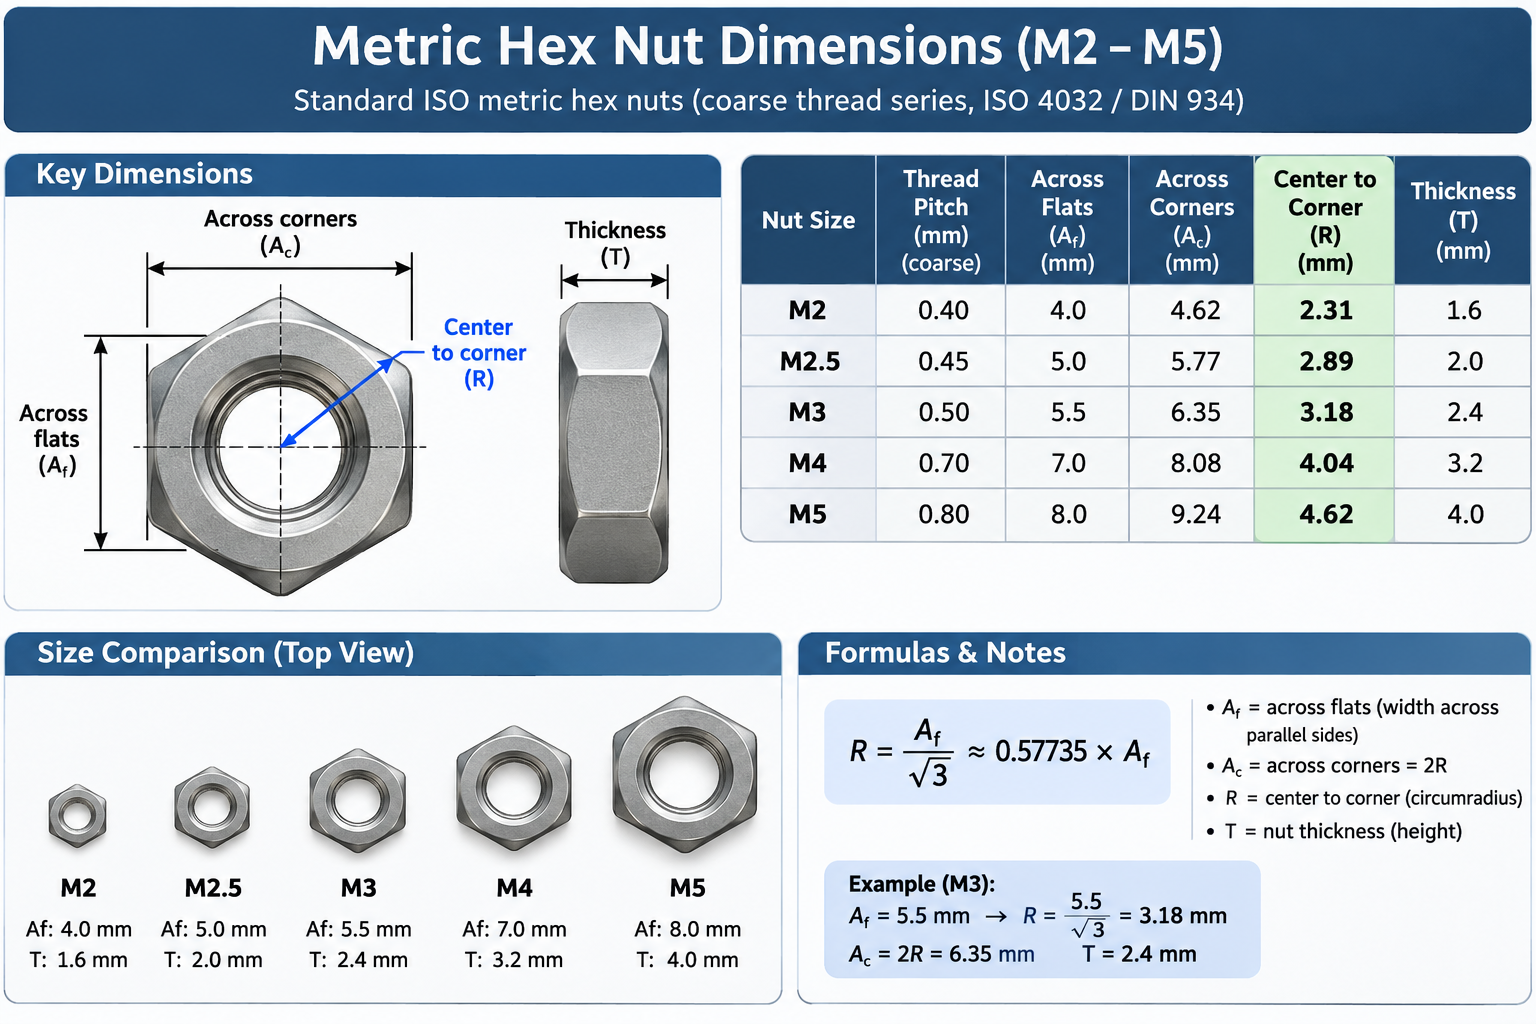 Metric Hex Nut Dimensions (M2 – M5)
Standard ISO metric hex nuts (coarse thread series, ISO 4032 / DIN 934)
Key Dimensions
Across corners
(Ac)
Thickness
(T)
Center
to corner
(R)
Across
flats
(Af)
Nut Size
Thread
Pitch
(mm)
(coarse)
Across
Flats
(Af)
(mm)
Across
Corners
(Ac)
(mm)
Center to
Corner
(R)
(mm)
Thickness
(T)
(mm)
M2 0.40 4.0 4.62 2.31 1.6
M2.5 0.45 5.0 5.77 2.89 2.0
M3 0.50 5.5 6.35 3.18 2.4
M4 0.70 7.0 8.08 4.04 3.2
M5 0.80 8.0 9.24 4.62 4.0
Size Comparison (Top View)
M2 M2.5 M3 M4 M5
Af: 4.0 mm Af: 5.0 mm Af: 5.5 mm Af: 7.0 mm Af: 8.0 mm
T: 1.6 mm T: 2.0 mm T: 2.4 mm T: 3.2 mm T: 4.0 mm
Formulas & Notes
R = Af / √3 ≈ 0.57735 × Af
• Af = across flats (width across
parallel sides)
• Ac = across corners = 2R
• R = center to corner (circumradius)
• T = nut thickness (height)
Example (M3):
Af = 5.5 mm → R = 5.5 / √3 = 3.18 mm
Ac = 2R = 6.35 mm T = 2.4 mm